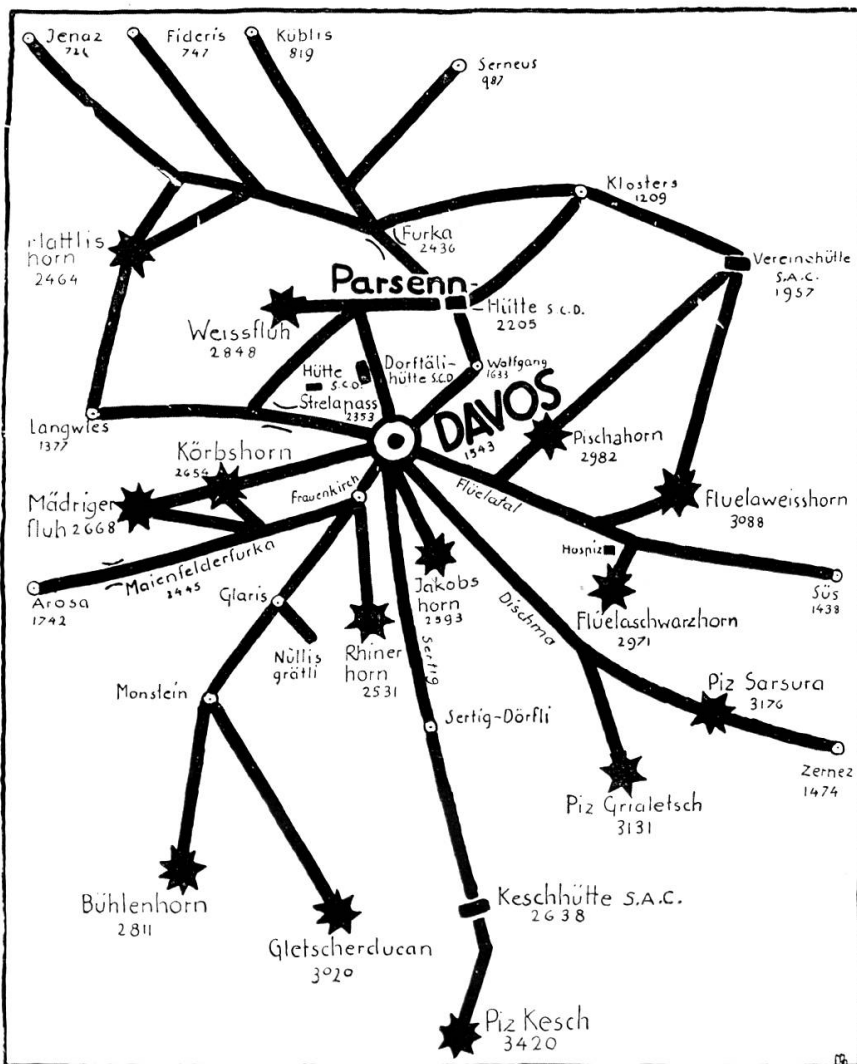 Jenaz
Fideris
747
Küblis
819
Serneus
987
Klosters
1209
Furka
2436
horn
2464
Vereinahütte
S.A.C.
1957
Parsenn-
Hütte S.C.D.
2205
Weissfluh
2848
Hütte
S.C.D.
Dorftäli-
hütte S.C.D
Wolfgang
1633
Strelapass
2353
Langwies
1377
DAVOS
1543
Pischahorn
2982
Körbshorn
2654
Mädriger
fluh 2668
Frauenkirch
Flüelatal
Fluelaweisshorn
3088
Maienfelderfurka
2445
Arosa
1742
Glaris
Hospiz
Jakobs
horn
2593
Süs
1438
Flüelaschwarzhorn
2971
Dischma
Nüllis
grätli
Rhiner
horn
2531
Sertig
Monstein
Sertig-Dörfli
Piz Sarsura
3176
Zernez
1474
Piz Grialetsch
3131
Bühlenhorn
2811
Gletscherducan
3020
Keschhütte S.A.C.
2638
Piz Kesch
3420